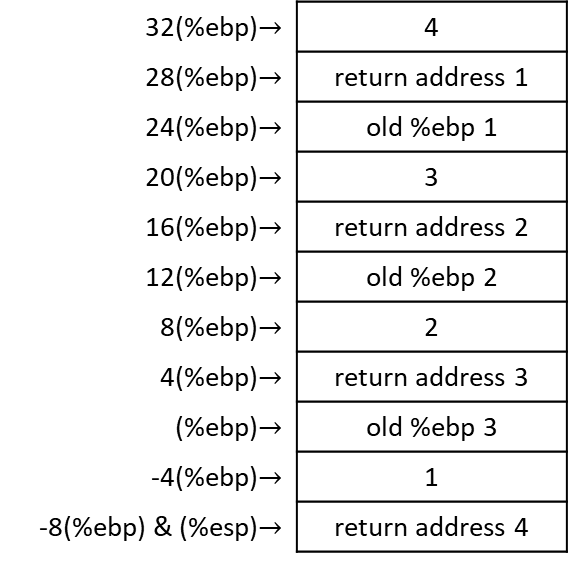 32(%ebp)→ 4
28(%ebp)→ return address 1
24(%ebp)→ old %ebp 1
20(%ebp)→ 3
16(%ebp)→ return address 2
12(%ebp)→ old %ebp 2
8(%ebp)→ 2
4(%ebp)→ return address 3
(%ebp)→ old %ebp 3
-4(%ebp)→ 1
-8(%ebp) & (%esp)→ return address 4